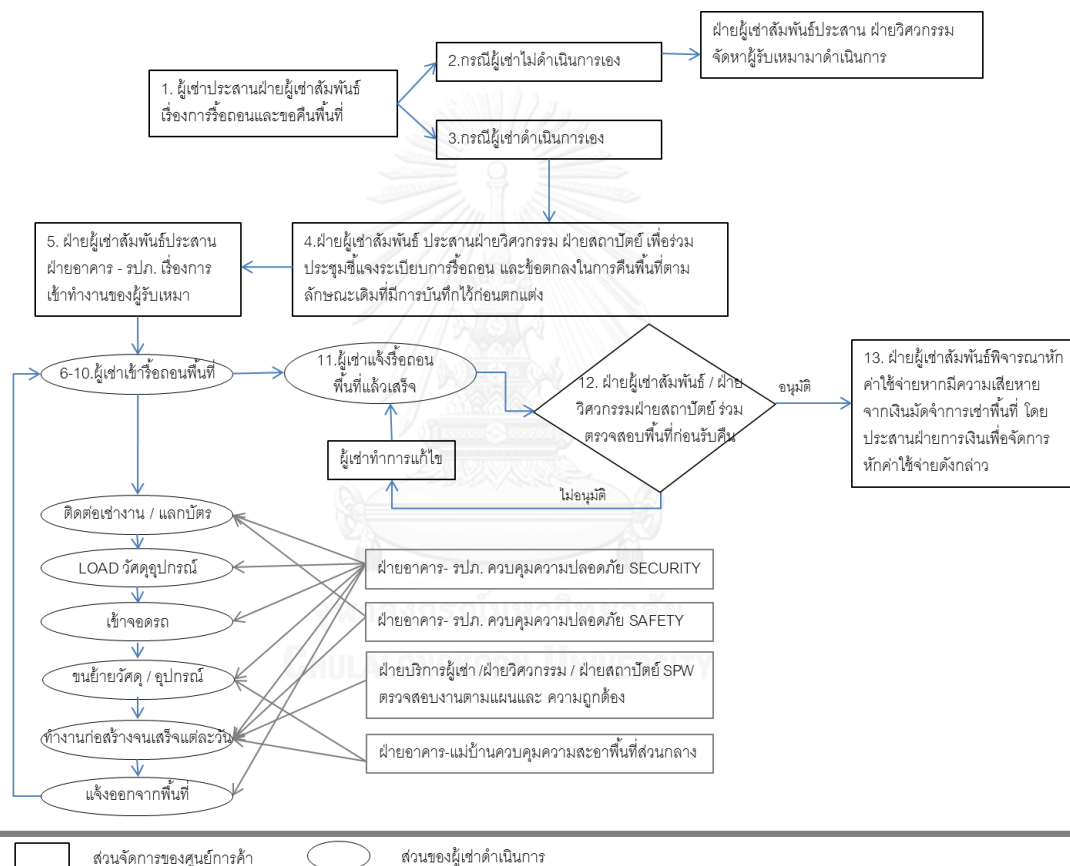 ฝ่ายผู้เช่าสัมพันธ์ประสาน ฝ่ายวิศวกรรม
จัดหาผู้รับเหมามาดำเนินการ
2.กรณีผู้เช่าไม่ดำเนินการเอง
1. ผู้เช่าประสานฝ่ายผู้เช่าสัมพันธ์
เรื่องการรื้อถอนและขอคืนพื้นที่
3.กรณีผู้เช่าดำเนินการเอง
4.ฝ่ายผู้เช่าสัมพันธ์ ประสานฝ่ายวิศวกรรม ฝ่ายสถาปัตย์ เพื่อร่วม
ประชุมชี้แจงระเบียบการรื้อถอน และข้อตกลงในการคืนพื้นที่ตาม
ลักษณะเดิมที่มีการบันทึกไว้ก่อนตกแต่ง
5. ฝ่ายผู้เช่าสัมพันธ์ประสาน
ฝ่ายอาคาร - รปภ. เรื่องการ
เข้าทำงานของผู้รับเหมา
6-10.ผู้เช่าเข้ารื้อถอนพื้นที่
11.ผู้เช่าแจ้งรื้อถอน
พื้นที่แล้วเสร็จ
12. ฝ่ายผู้เช่าสัมพันธ์ / ฝ่าย
วิศวกรรมฝ่ายสถาปัตย์ ร่วม
ตรวจสอบพื้นที่ก่อนรับคืน
อนุมัติ
13. ฝ่ายผู้เช่าสัมพันธ์พิจารณาหัก
ค่าใช้จ่ายหากมีความเสียหาย
จากเงินมัดจำการเช่าพื้นที่ โดย
ประสานฝ่ายการเงินเพื่อจัดการ
หักค่าใช้จ่ายดังกล่าว
ผู้เช่าทำการแก้ไข
ไม่อนุมัติ
ติดต่อเช่างาน / แลกบัตร
LOAD วัศดุอุปกรณ์
เช้าจอดรถ
ขนย้ายวัศดุ / อุปกรณ์
ทำงานก่อสร้างจนเสร็จแต่ละวัน
แจ้งออกจากพื้นที่
ฝ่ายอาคาร- รปภ. ควบคุมความปลอดภัย SECURITY
ฝ่ายอาคาร- รปภ. ควบคุมความปลอดภัย SAFETY
ฝ่ายบริการผู้เช่า /ฝ่ายวิศวกรรม / ฝ่ายสถาปัตย์ SPW
ตรวจสอบงานตามแผนและ ความถูกต้อง
ฝ่ายอาคาร-แม่บ้านควบคุมความสะอาพื้นที่ส่วนกลาง
จุฬาลงกรณ์มหาวิทยาลัย
CHULALONGKORN UNIVERSITY
ส่วนจัดการของศูนย์การค้า
ส่วนของผู้เช่าดำเนินการ